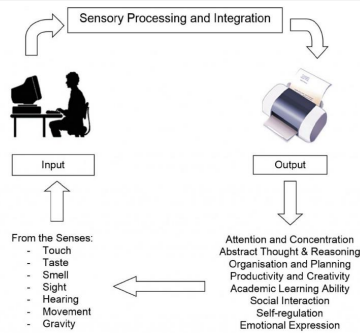 Sensory Processing and Integration
Input
Output
From the Senses:
- Touch
- Taste
- Smell
- Sight
- Hearing
- Movement
- Gravity
Attention and Concentration
Abstract Thought & Reasoning
Organisation and Planning
Productivity and Creativity
Academic Learning Ability
Social Interaction
Self-regulation
Emotional Expression